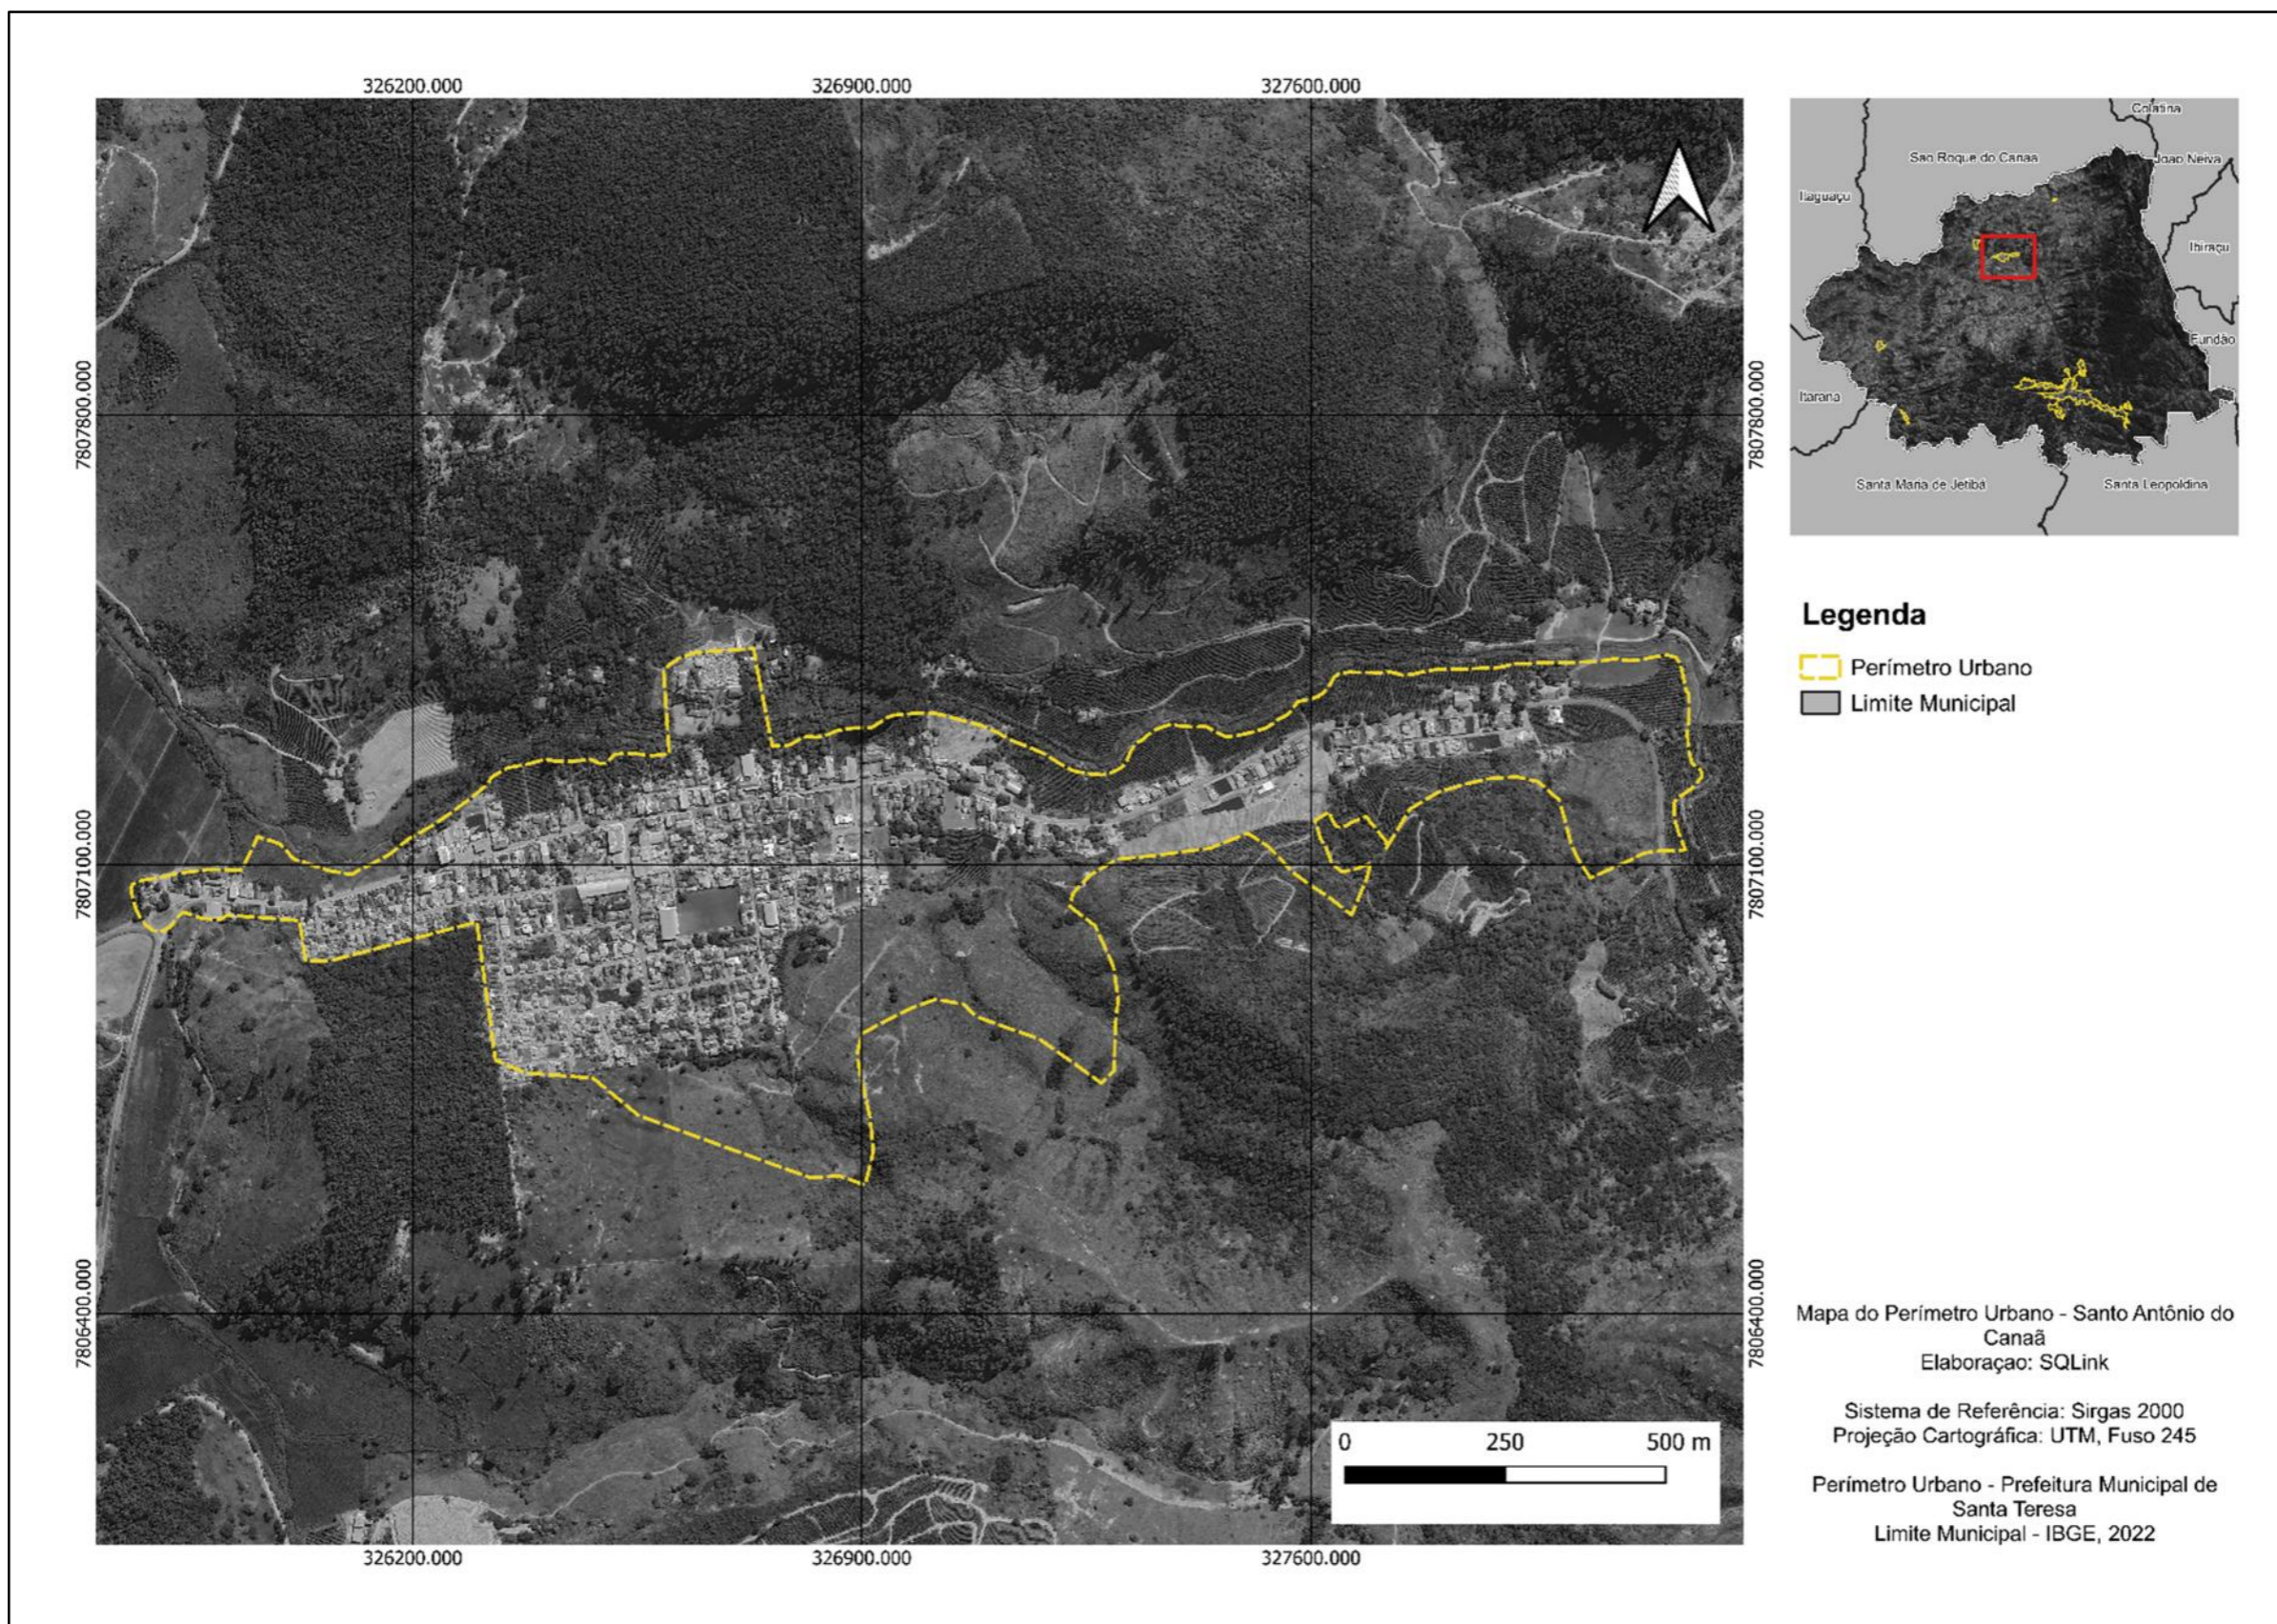 326200.000
326900.000
327600.000
7807800.000
7807100.000
7806400.000
7807800.000
7807100.000
7806400.000
326200.000
326900.000
327600.000
0 250 500 m
Colatina
Sao Roque do Canaa
Joao Neiva
Itaguaçu
Ibiraçu
Fundão
Itarana
Santa Maria de Jetibá
Santa Leopoldina
Legenda
Perímetro Urbano
Limite Municipal
Mapa do Perímetro Urbano - Santo Antônio do
Canaã
Elaboraçao: SQLink
Sistema de Referência: Sirgas 2000
Projeção Cartográfica: UTM, Fuso 245
Perímetro Urbano - Prefeitura Municipal de
Santa Teresa
Limite Municipal - IBGE, 2022